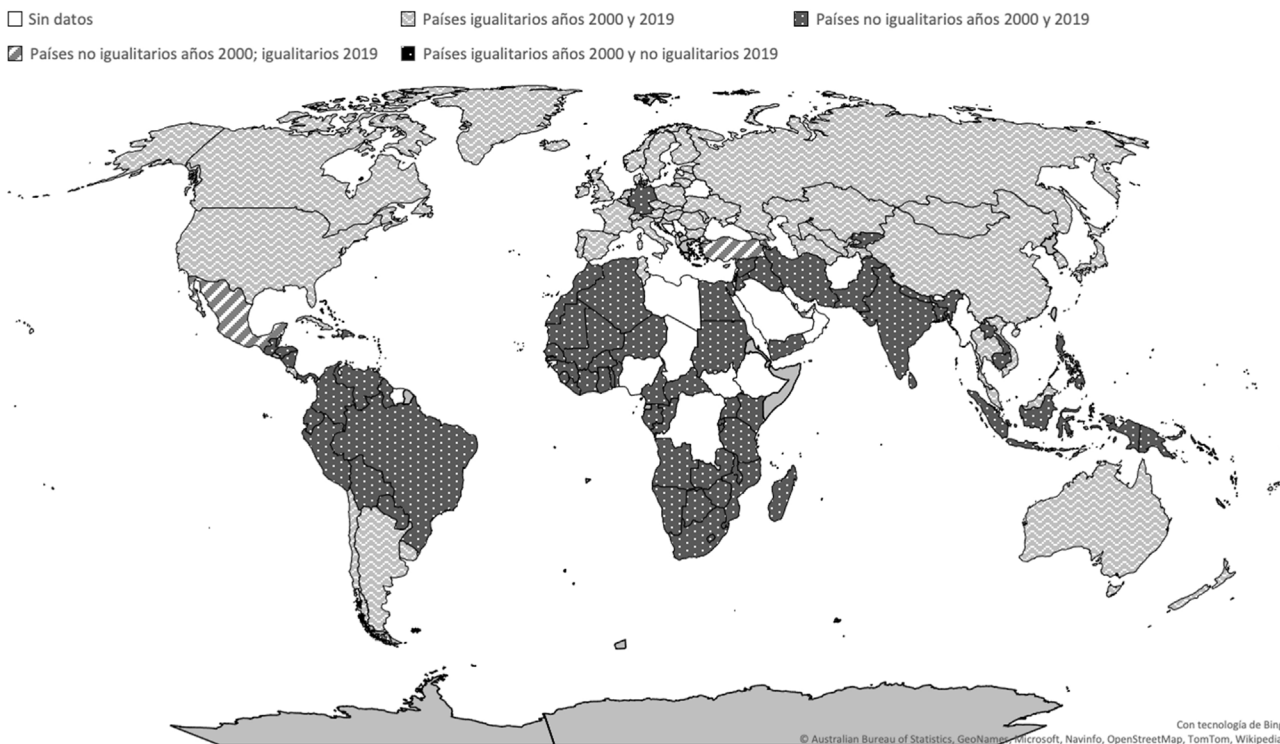 Sin datos
Países igualitarios años 2000 y 2019
Países no igualitarios años 2000 y 2019
Países no igualitarios años 2000; igualitarios 2019
Países igualitarios años 2000 y no igualitarios 2019
Con tecnología de Bing
© Australian Bureau of Statistics, GeoNames, Microsoft, Navinfo, OpenStreetMap, TomTom, Wikipedia